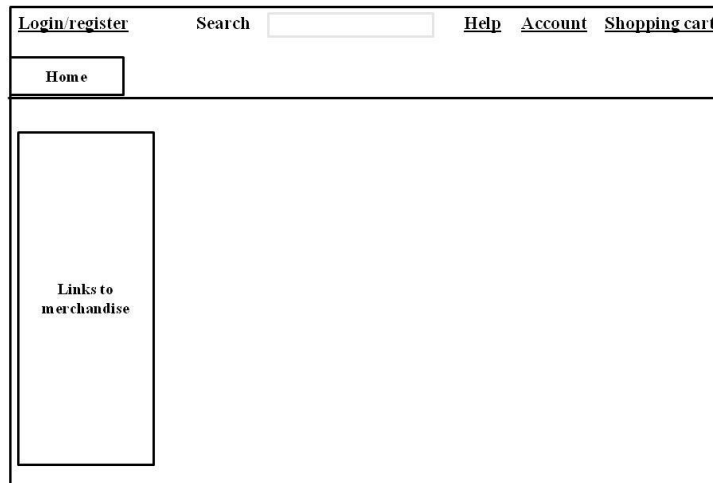 Login/register Search Help Account Shopping cart
Home
Links to
merchandise